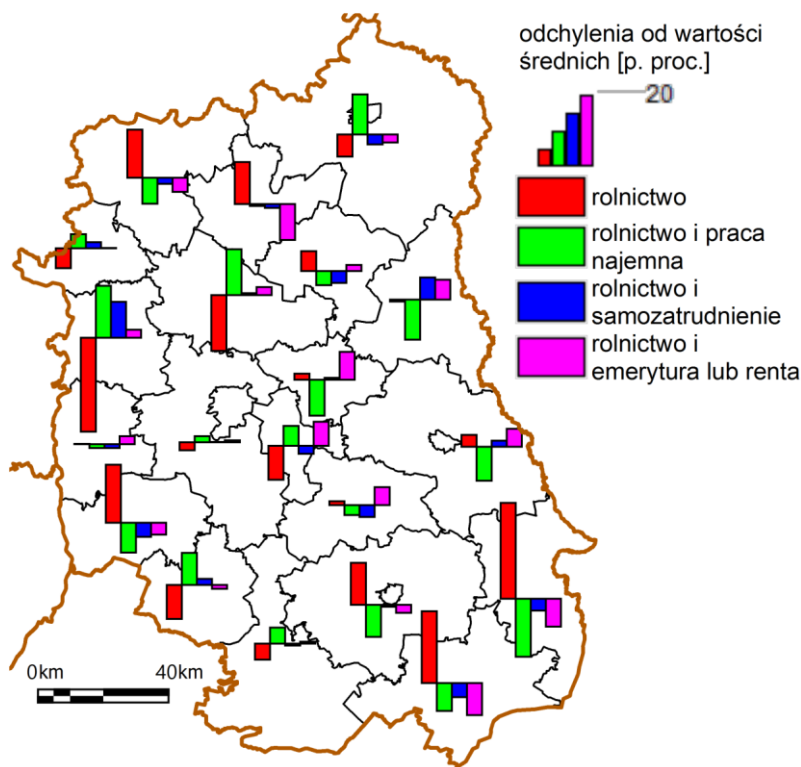 odchylenia od wartości
średnich [p. proc.]
20
rolnictwo
rolnictwo i praca
najemna
rolnictwo i
samozatrudnienie
rolnictwo i
emerytura lub renta
0km 40km